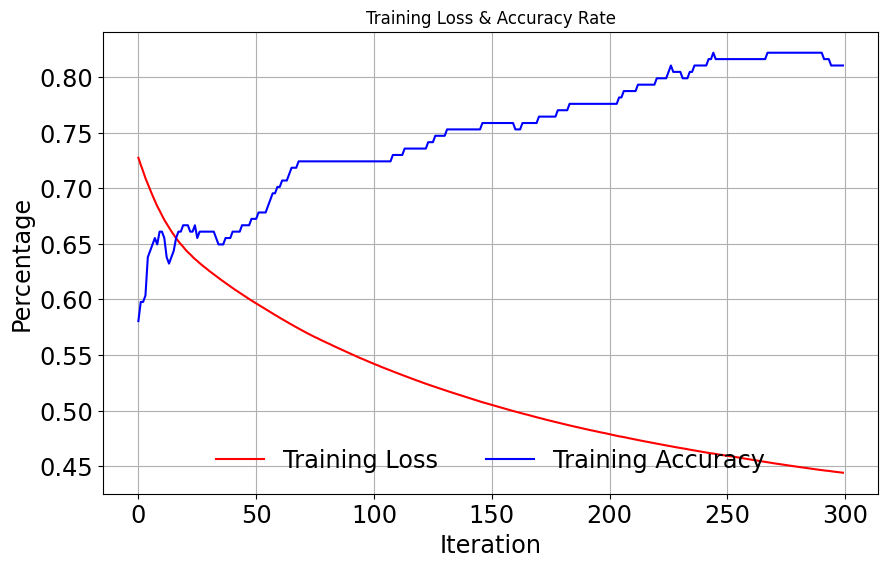 Training Loss & Accuracy Rate
Percentage
0.80
0.75
0.70
0.65
0.60
0.55
0.50
0.45
Training Loss
Training Accuracy
0 50 100 150 200 250 300
Iteration